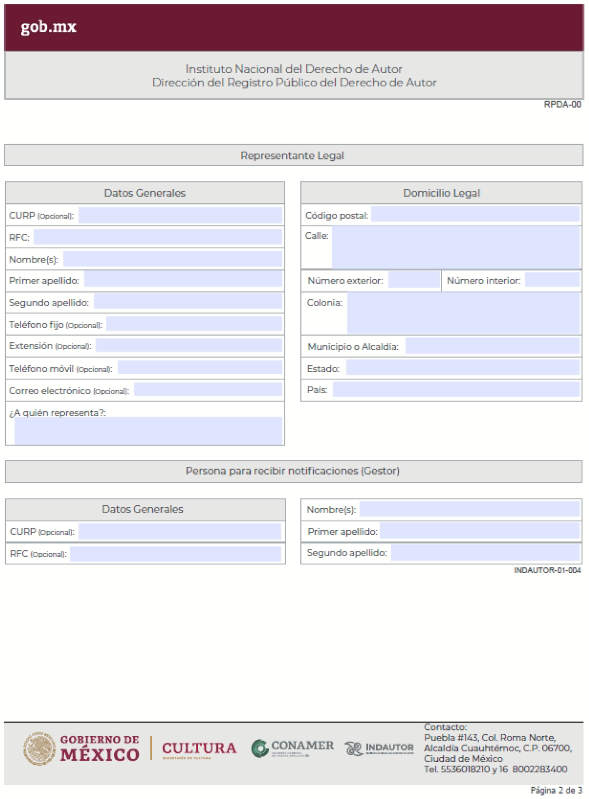 gob.mx
Instituto Nacional del Derecho de Autor
Dirección del Registro Público del Derecho de Autor
RPDA-00
Representante Legal
Datos Generales
CURP (Opcional):
RFC:
Nombre(s):
Primer apellido:
Segundo apellido:
Teléfono fijo (Opcional):
Extensión (Opcional):
Teléfono móvil (Opcional):
Correo electrónico (Opcional):
¿A quién representa?:
Domicilio Legal
Código postal:
Calle:
Número exterior:
Número interior:
Colonia:
Municipio o Alcaldía:
Estado:
País:
Persona para recibir notificaciones (Gestor)
Datos Generales
CURP (Opcional):
RFC (Opcional):
Nombre(s):
Primer apellido:
Segundo apellido:
INDAUTOR-01-004
GOBIERNO DE
MÉXICO
CULTURA
SECRETARÍA DE CULTURA
CONAMER
INDAUTOR
Contacto:
Puebla #143, Col. Roma Norte,
Alcaldía Cuauhtémoc, C.P. 06700,
Ciudad de México
Tel. 5536018210 y 16 8002283400
Página 2 de 3